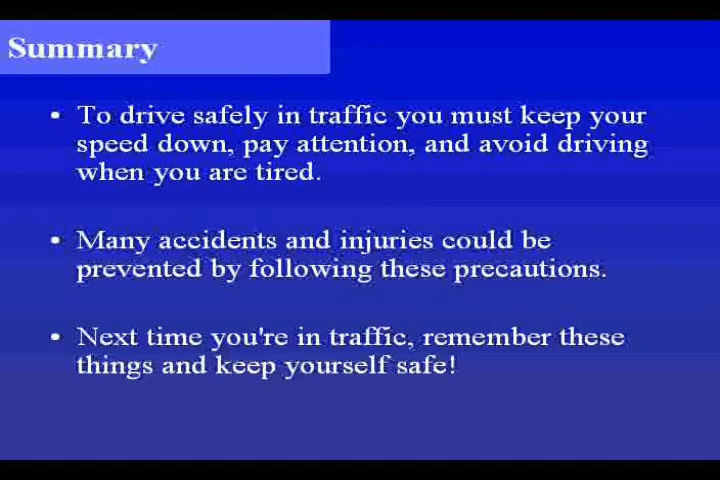 Summary
• To drive safely in traffic you must keep your
speed down, pay attention, and avoid driving
when you are tired.
• Many accidents and injuries could be
prevented by following these precautions.
• Next time you're in traffic, remember these
things and keep yourself safe!